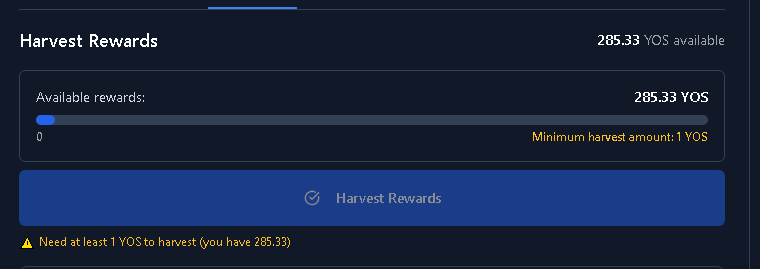 Harvest Rewards
285.33 YOS available
Available rewards:
285.33 YOS
0
Minimum harvest amount: 1 YOS
Harvest Rewards
Need at least 1 YOS to harvest (you have 285.33)